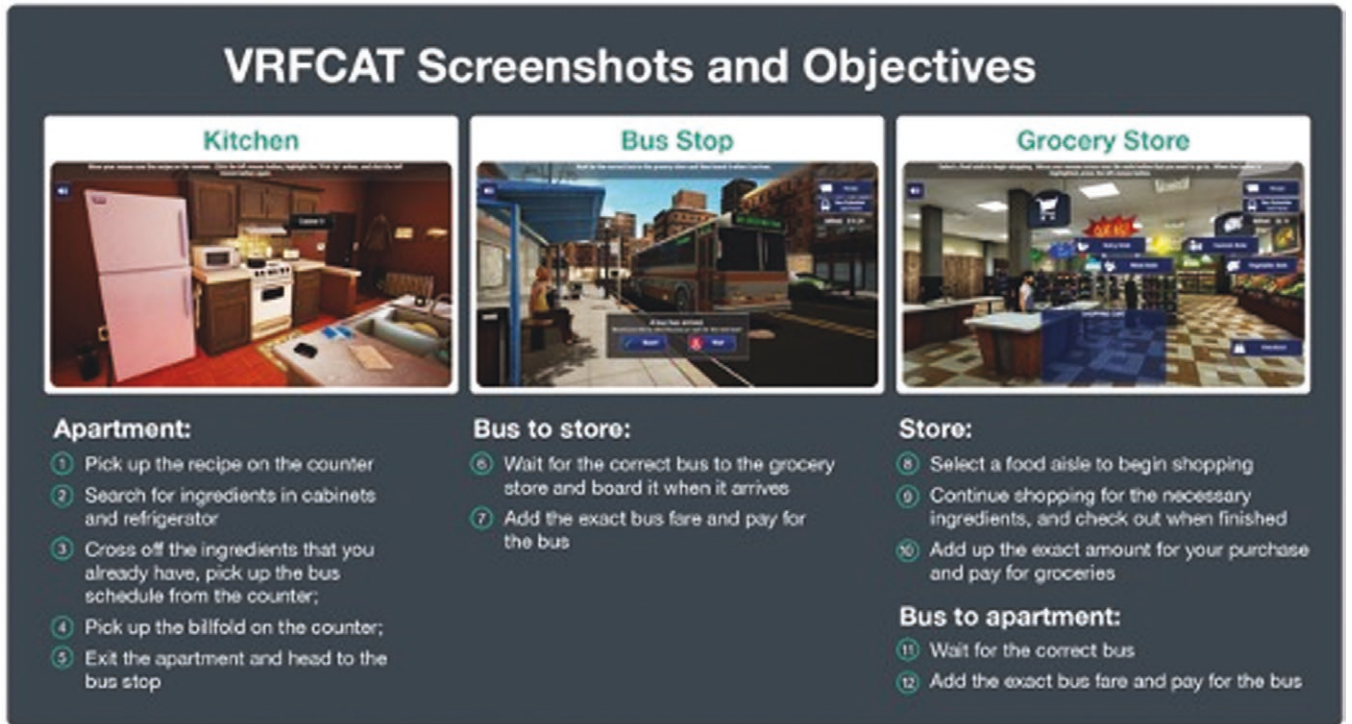 VRFCAT Screenshots and Objectives
Kitchen
Bus Stop
Grocery Store
SHOPPING CART
Apartment:
1 Pick up the recipe on the counter
2 Search for ingredients in cabinets
and refrigerator
3 Cross off the ingredients that you
already have, pick up the bus
schedule from the counter;
4 Pick up the billfold on the counter;
5 Exit the apartment and head to the
bus stop
Bus to store:
6 Wait for the correct bus to the grocery
store and board it when it arrives
7 Add the exact bus fare and pay for
the bus
Store:
8 Select a food aisle to begin shopping
9 Continue shopping for the necessary
ingredients, and check out when finished
10 Add up the exact amount for your purchase
and pay for groceries
Bus to apartment:
11 Wait for the correct bus
12 Add the exact bus fare and pay for the bus